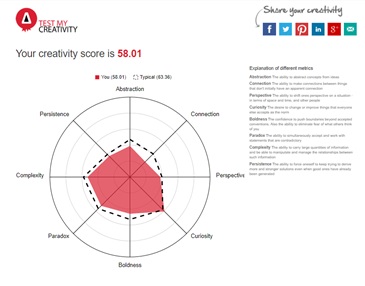 Share your creativity
TEST MY
CREATIVITY
Your creativity score is 58.01
You (58.01) Typical (63.36)
Abstraction
Connection
Perspective
Curiosity
Boldness
Paradox
Complexity
Persistence
Explanation of different metrics
Abstraction The ability to abstract concepts from ideas
Connection The ability to make connections between things
that don't initially have an apparent connection
Perspective The ability to shift ones perspective on a situation -
in terms of space and time, and other people
Curiosity The desire to change or improve things that everyone
else accepts as the norm
Boldness The confidence to push boundaries beyond accepted
conventions. Also the ability to eliminate fear of what others think
of you
Paradox The ability to simultaneously accept and work with
statements that are contradictory
Complexity The ability to carry large quantities of information
and be able to manipulate and manage the relationships between
such information
Persistence The ability to force oneself to keep trying to derive
more and stronger solutions even when good ones have already
been generated